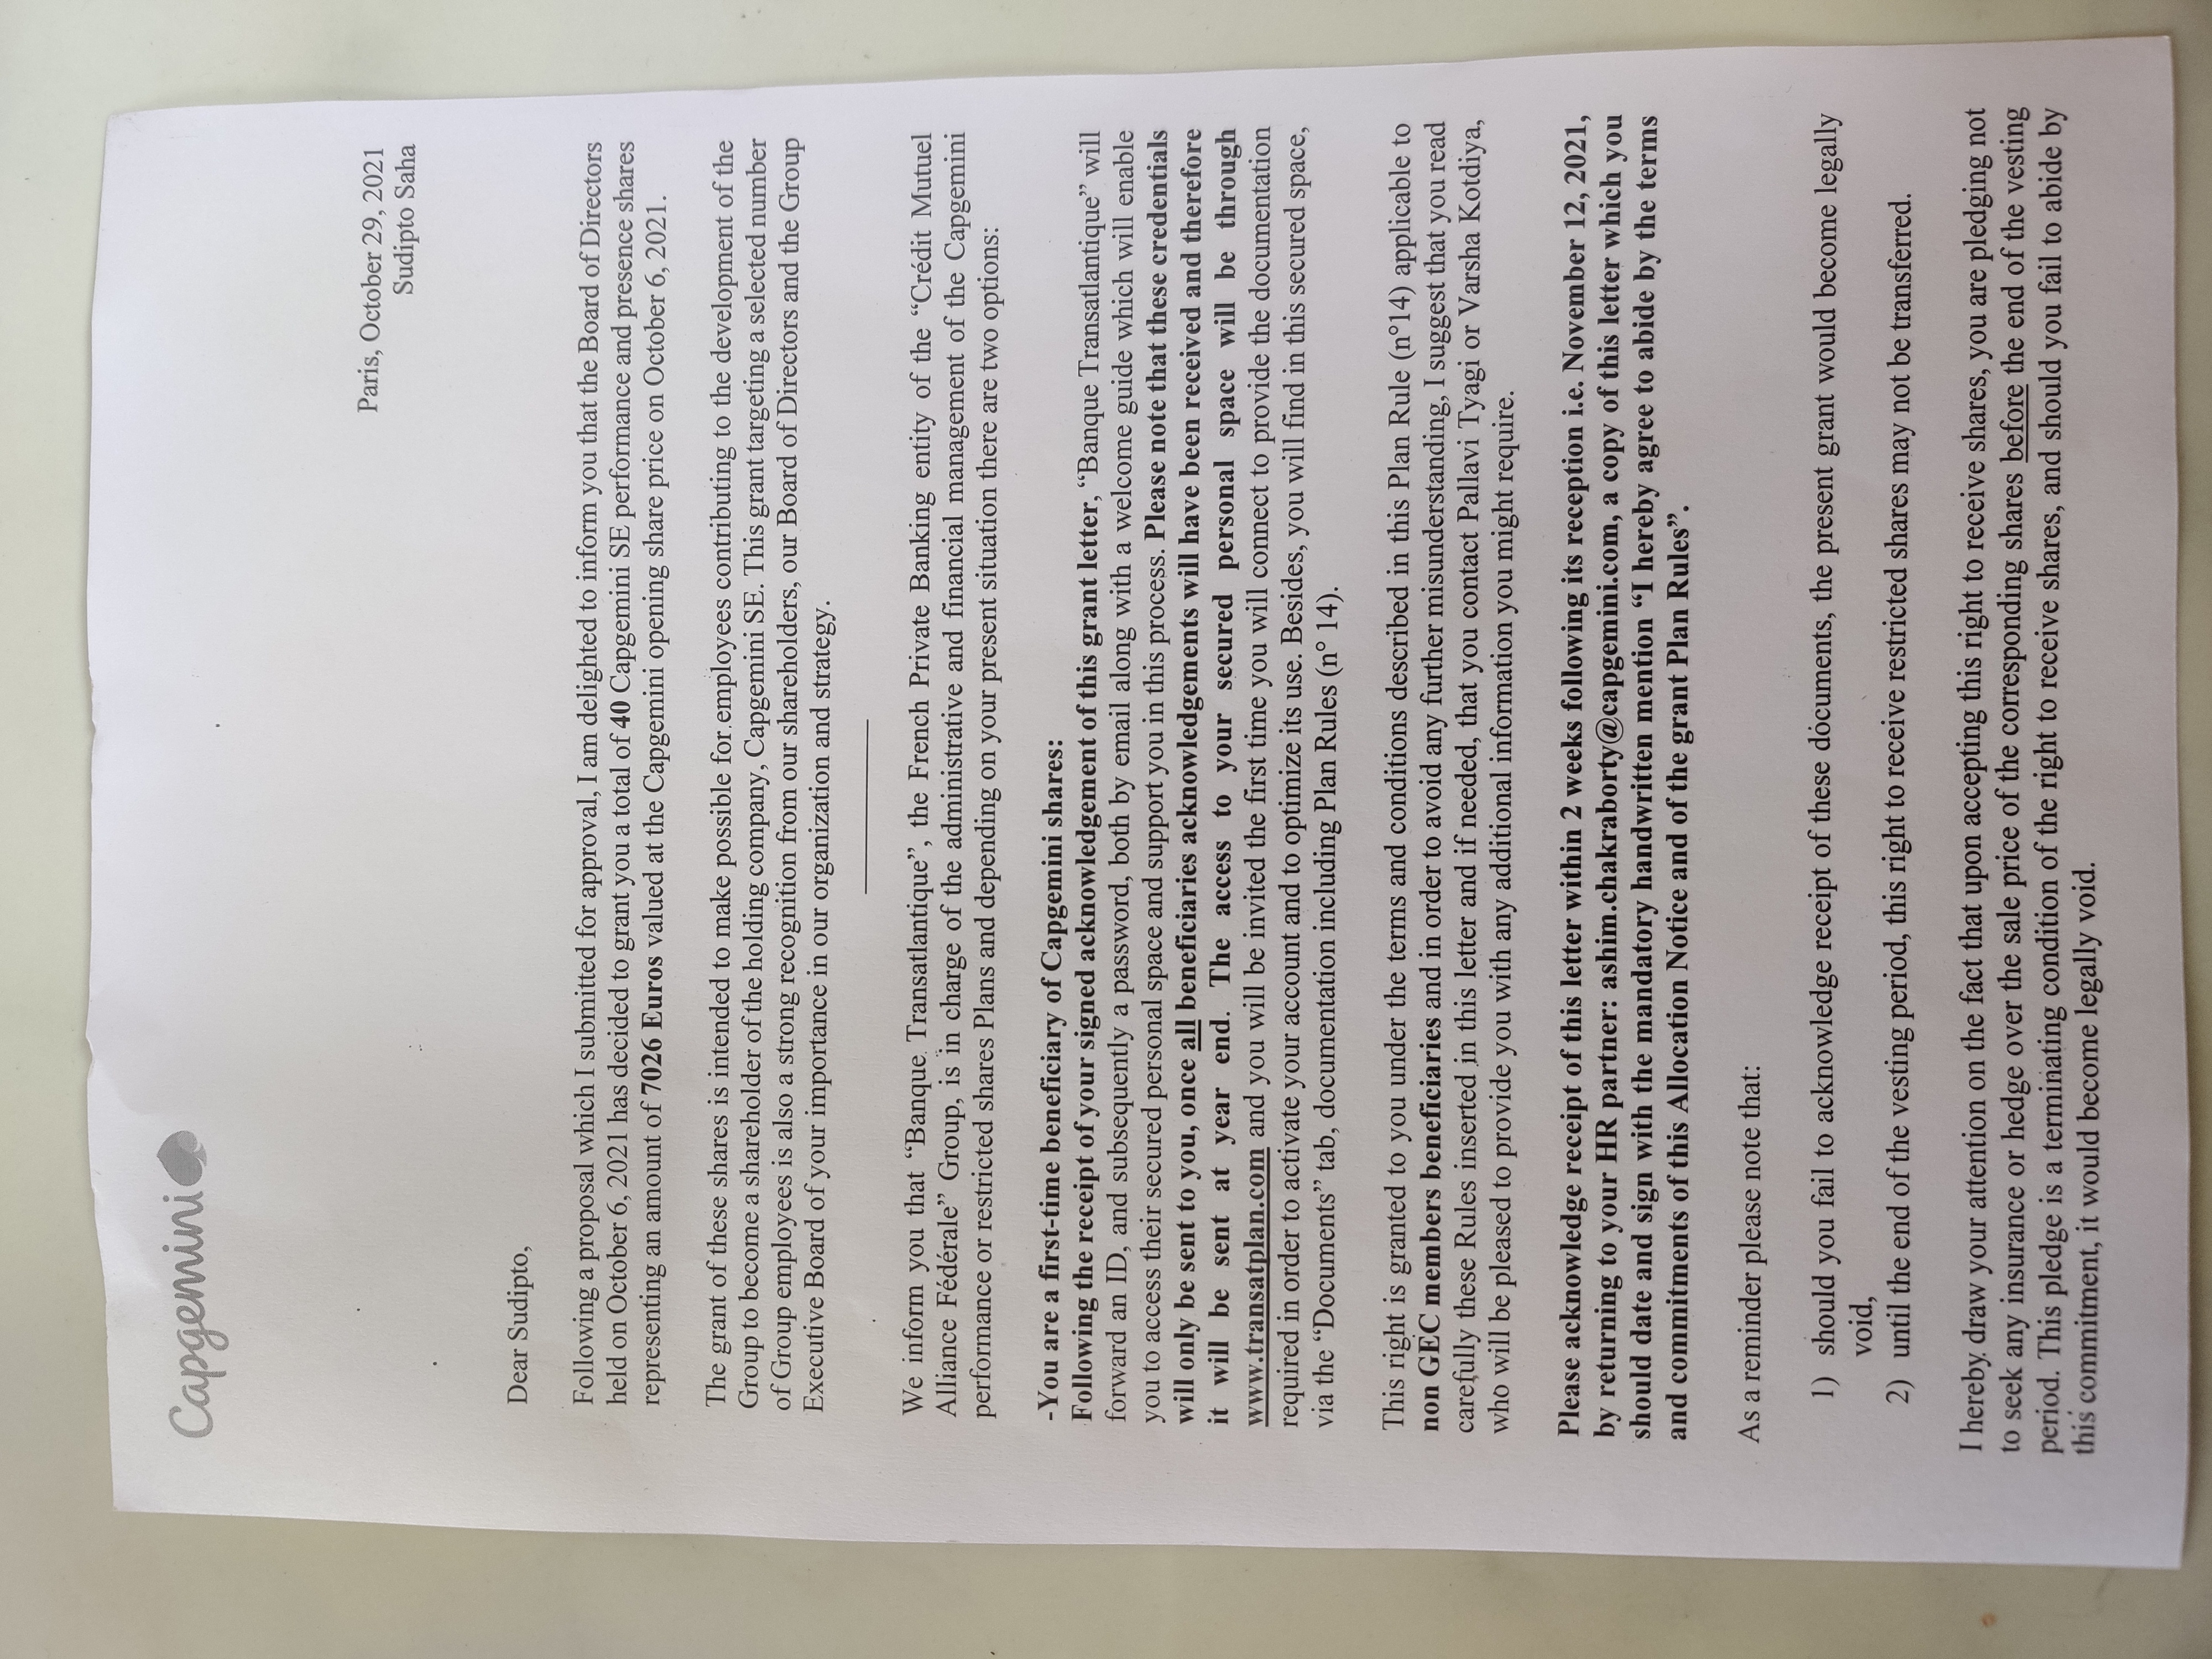 Capgemini
Paris, October 29, 2021
Sudipto Saha
Dear Sudipto,
Following a proposal which I submitted for approval, I am delighted to inform you that the Board of Directors
held on October 6, 2021 has decided to grant you a total of 40 Capgemini SE performance and presence shares
representing an amount of 7026 Euros valued at the Capgemini opening share price on October 6, 2021.
The grant of these shares is intended to make possible for employees contributing to the development of the
Group to become a shareholder of the holding company, Capgemini SE. This grant targeting a selected number
of Group employees is also a strong recognition from our shareholders, our Board of Directors and the Group
Executive Board of your importance in our organization and strategy.
We inform you that “Banque Transatlantique”, the French Private Banking entity of the “Crédit Mutuel
Alliance Fédérale” Group, is in charge of the administrative and financial management of the Capgemini
performance or restricted shares Plans and depending on your present situation there are two options:
-You are a first-time beneficiary of Capgemini shares:
Following the receipt of your signed acknowledgement of this grant letter, “Banque Transatlantique” will
forward an ID, and subsequently a password, both by email along with a welcome guide which will enable
you to access their secured personal space and support you in this process. Please note that these credentials
will only be sent to you, once all beneficiaries acknowledgements will have been received and therefore
it will be sent at year end. The access to your secured personal space will be through
www.transatplan.com and you will be invited the first time you will connect to provide the documentation
required in order to activate your account and to optimize its use. Besides, you will find in this secured space,
via the “Documents” tab, documentation including Plan Rules (n° 14).
This right is granted to you under the terms and conditions described in this Plan Rule (n°14) applicable to
non GEC members beneficiaries and in order to avoid any further misunderstanding, I suggest that you read
carefully these Rules inserted in this letter and if needed, that you contact Pallavi Tyagi or Varsha Kotdiya,
who will be pleased to provide you with any additional information you might require.
Please acknowledge receipt of this letter within 2 weeks following its reception i.e. November 12, 2021,
by returning to your HR partner: ashim.chakraborty@capgemini.com, a copy of this letter which you
should date and sign with the mandatory handwritten mention “I hereby agree to abide by the terms
and commitments of this Allocation Notice and of the grant Plan Rules”.
As a reminder please note that:
1) should you fail to acknowledge receipt of these documents, the present grant would become legally
void,
2) until the end of the vesting period, this right to receive restricted shares may not be transferred.
I hereby draw your attention on the fact that upon accepting this right to receive shares, you are pledging not
to seek any insurance or hedge over the sale price of the corresponding shares before the end of the vesting
period. This pledge is a terminating condition of the right to receive shares, and should you fail to abide by
this commitment, it would become legally void.